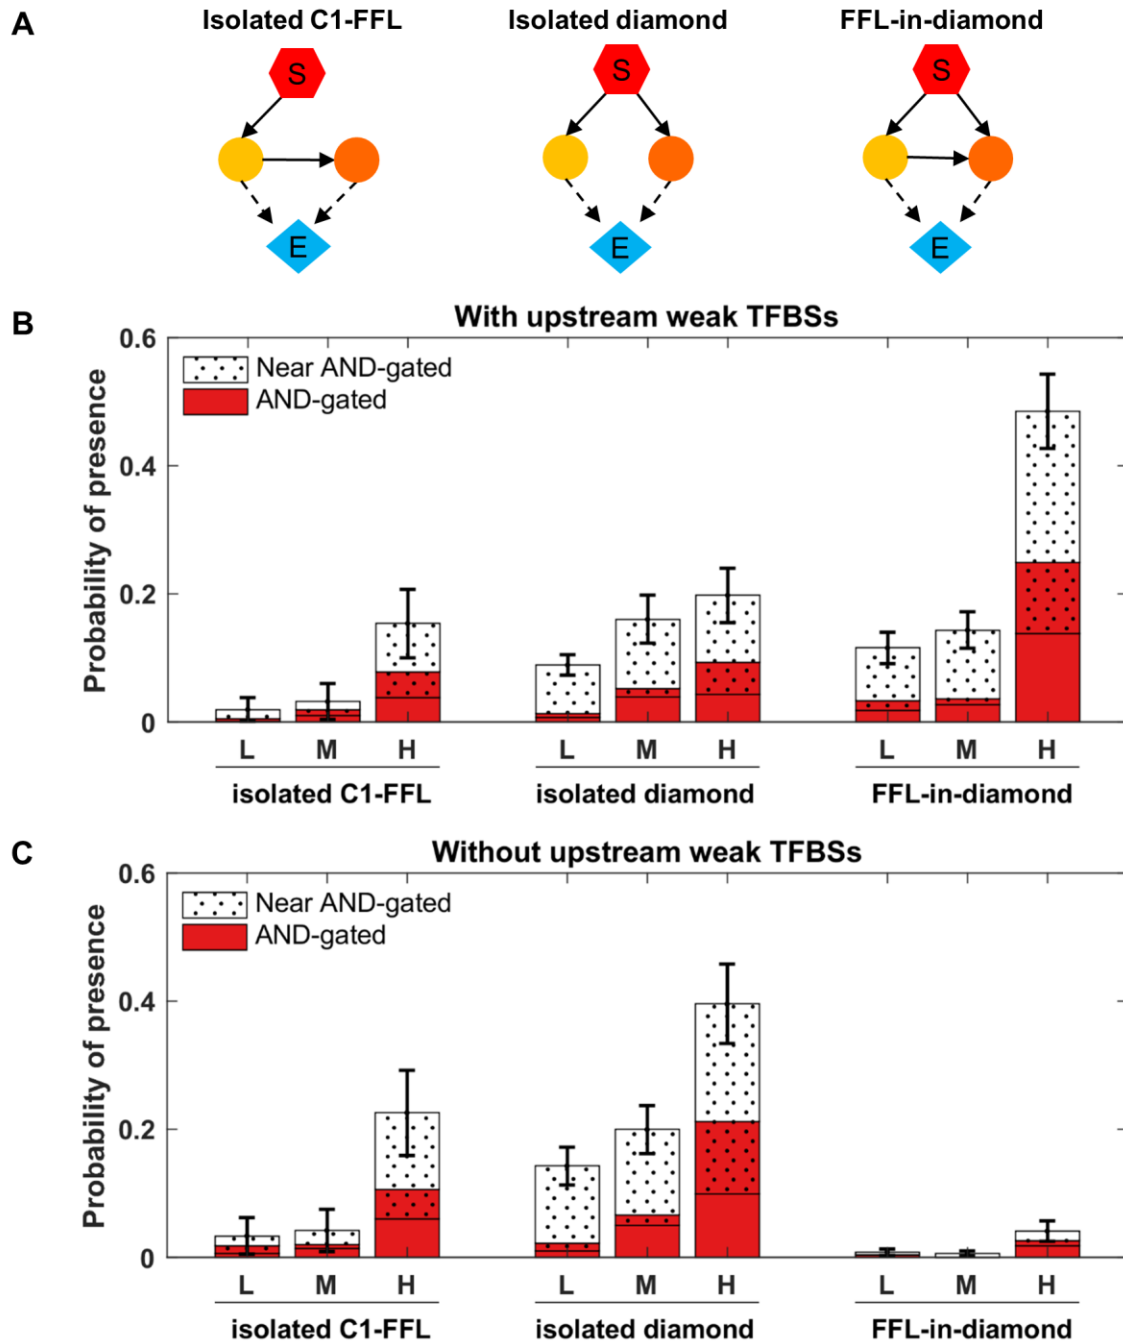 A
Isolated C1-FFL
Isolated diamond
FFL-in-diamond
S
S
S
E
E
E
B
With upstream weak TFBSs
Near AND-gated
AND-gated
Probability of presence
0.6
0.4
0.2
0
L M H
L M H
L M H
isolated C1-FFL
isolated diamond
FFL-in-diamond
C
Without upstream weak TFBSs
Near AND-gated
AND-gated
Probability of presence
0.6
0.4
0.2
0
L M H
L M H
L M H
isolated C1-FFL
isolated diamond
FFL-in-diamond